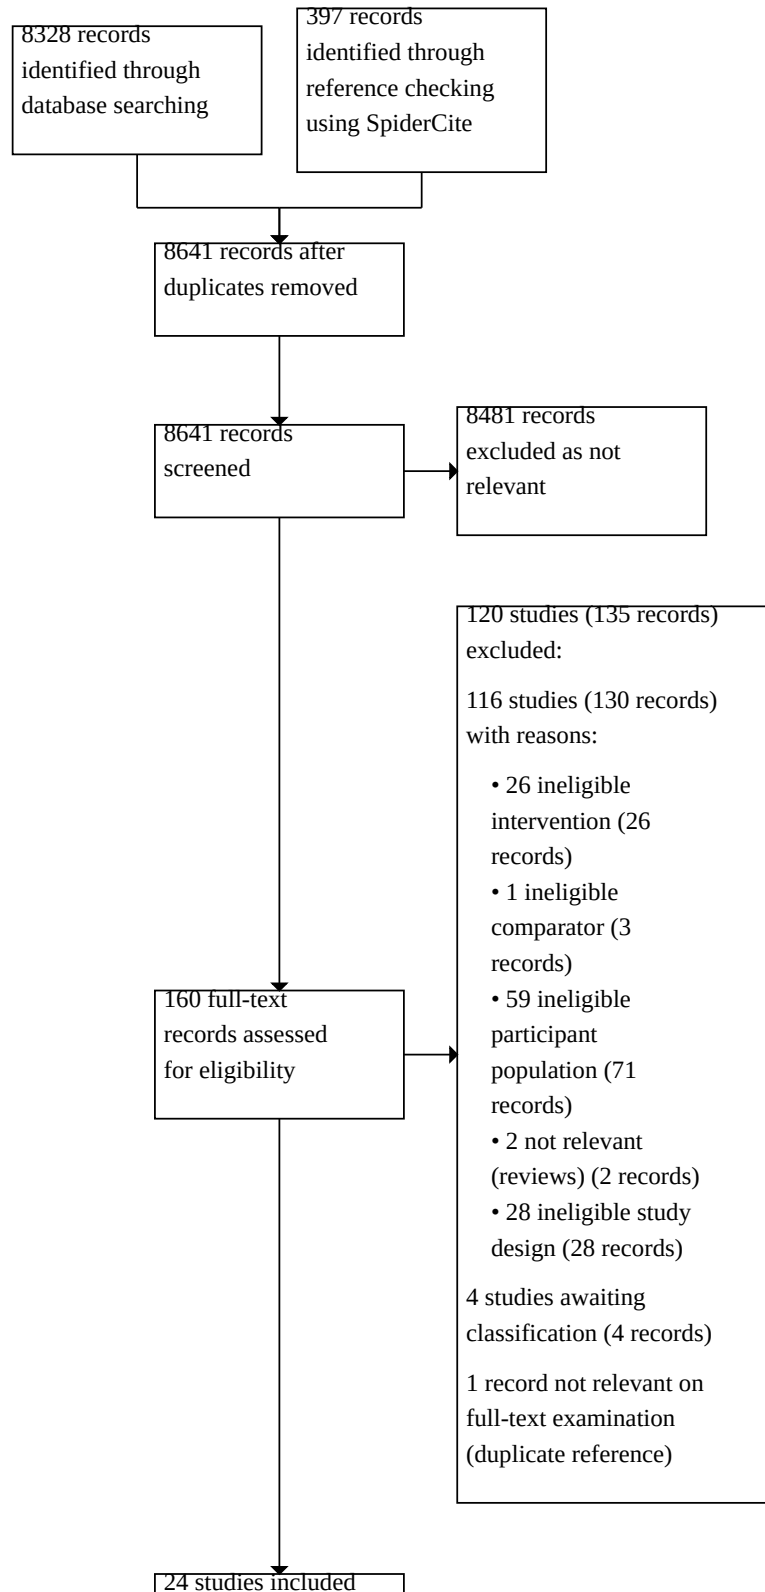 8328 records
identified through
database searching
397 records
identified through
reference checking
using SpiderCite
8641 records after
duplicates removed
8641 records
screened
8481 records
excluded as not
relevant
120 studies (135 records)
excluded:
116 studies (130 records)
with reasons:
• 26 ineligible
intervention (26
records)
• 1 ineligible
comparator (3
records)
• 59 ineligible
participant
population (71
records)
• 2 not relevant
(reviews) (2 records)
• 28 ineligible study
design (28 records)
4 studies awaiting
classification (4 records)
1 record not relevant on
full-text examination
(duplicate reference)
160 full-text
records assessed
for eligibility
24 studies included